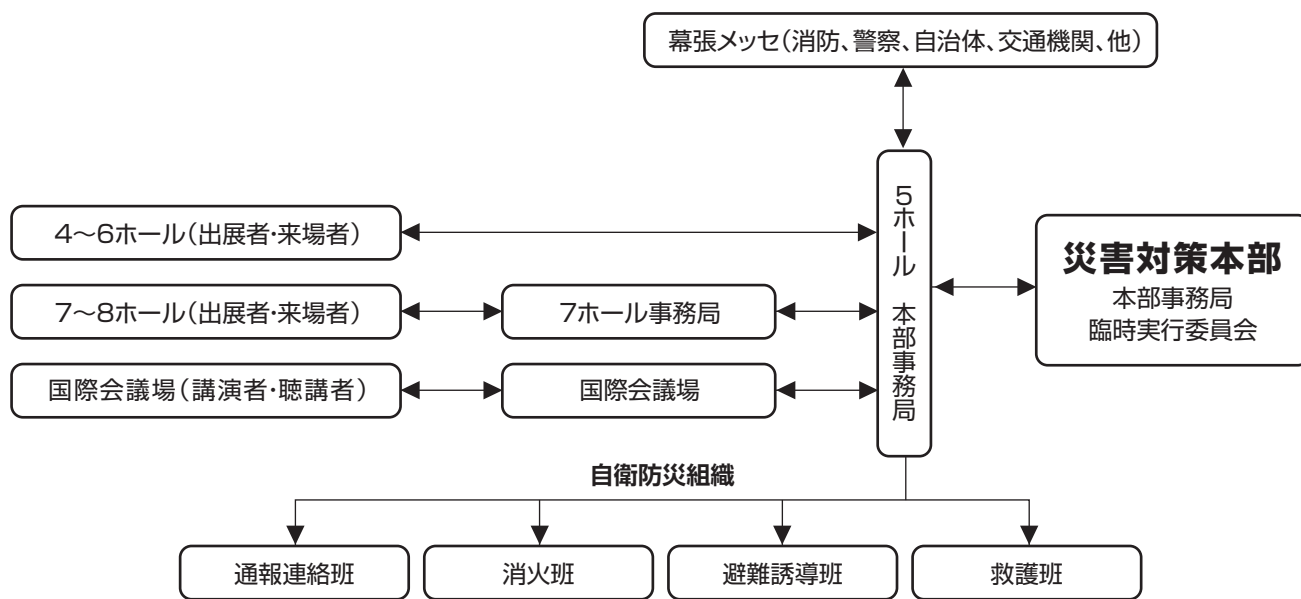 幕張メッセ（消防、警察、自治体、交通機関、他）
4〜6ホール（出展者・来場者）
7〜8ホール（出展者・来場者）
7ホール事務局
国際会議場（講演者・聴講者）
国際会議場
5ホール 本部事務局
災害対策本部
本部事務局
臨時実行委員会
自衛防災組織
通報連絡班
消火班
避難誘導班
救護班